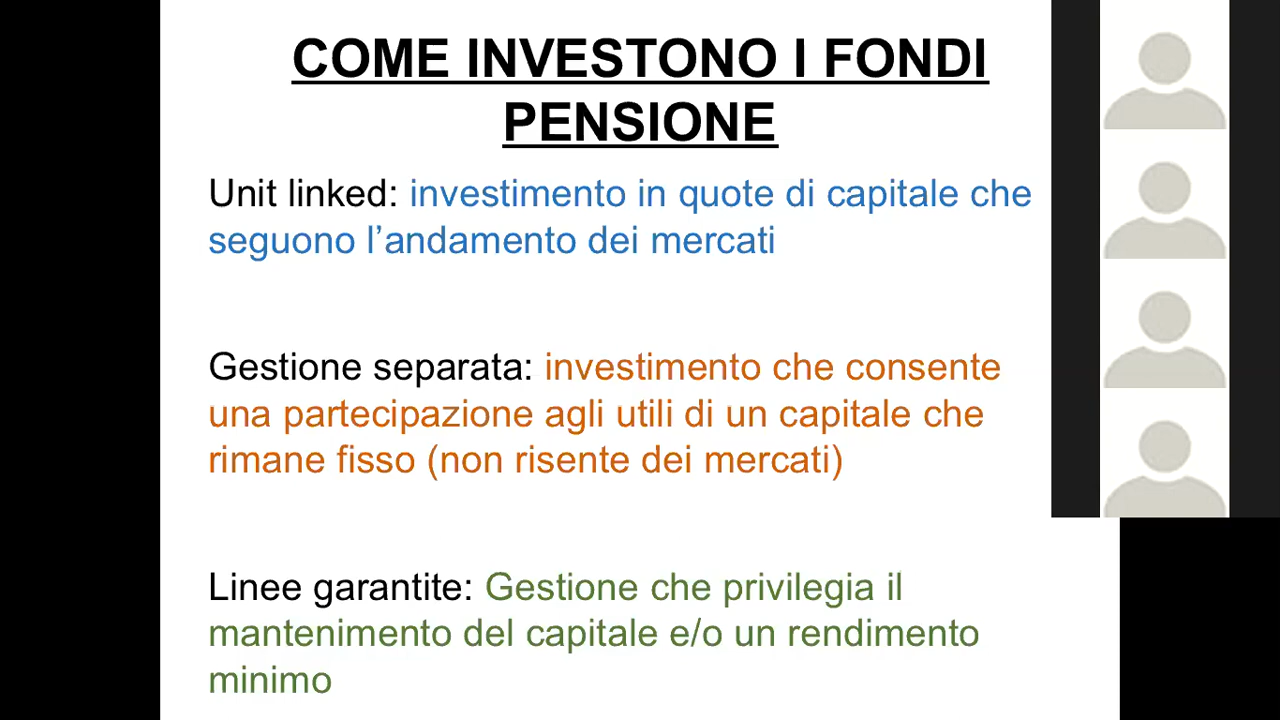 COME INVESTONO I FONDI
PENSIONE
Unit linked: investimento in quote di capitale che
seguono l’andamento dei mercati
Gestione separata: investimento che consente
una partecipazione agli utili di un capitale che
rimane fisso (non risente dei mercati)
Linee garantite: Gestione che privilegia il
mantenimento del capitale e/o un rendimento
minimo